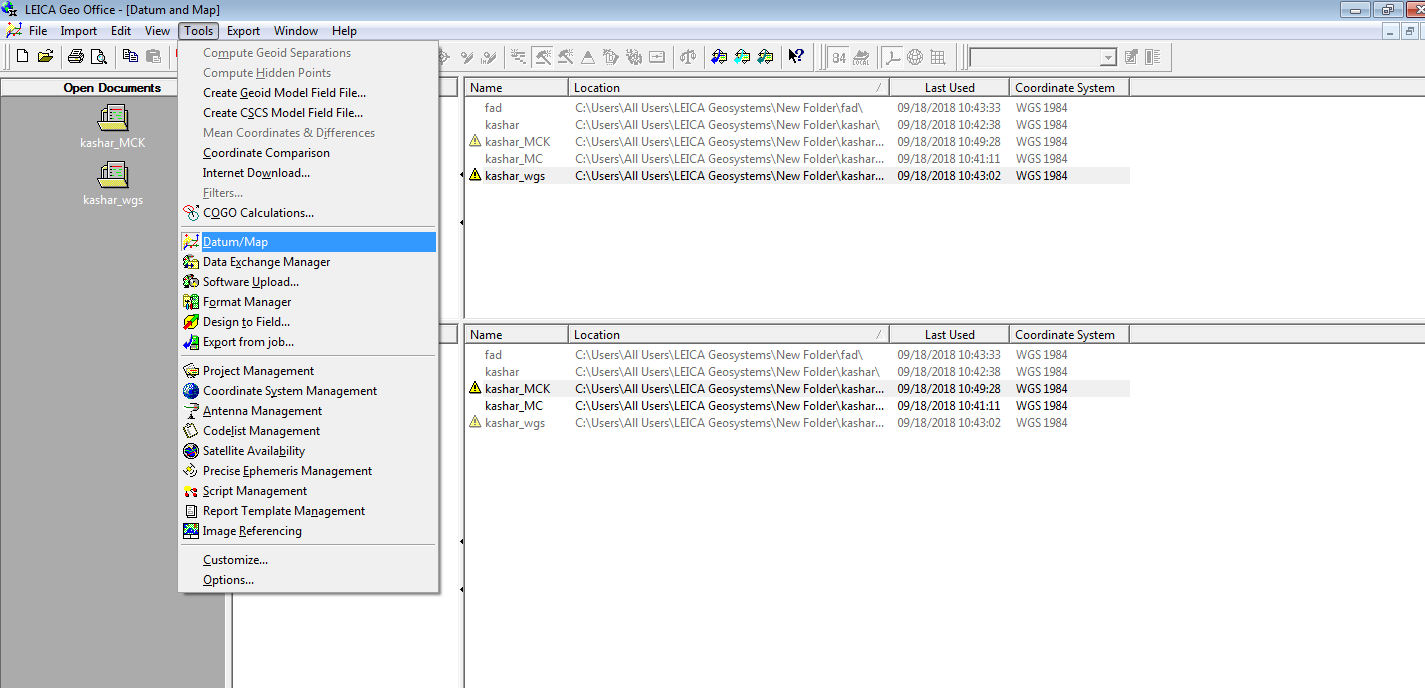 LEICA Geo Office - [Datum and Map]
File Import Edit View Tools Export Window Help
34 LOCAL
Open Documents
kashar_MCK
kashar_wgs
Compute Geoid Separations
Compute Hidden Points
Create Geoid Model Field File...
Create CSCS Model Field File...
Mean Coordinates & Differences
Coordinate Comparison
Internet Download...
Filters...
COGO Calculations...
Datum/Map
Data Exchange Manager
Software Upload...
Format Manager
Design to Field...
Export from job...
Project Management
Coordinate System Management
Antenna Management
Codelist Management
Satellite Availability
Precise Ephemeris Management
Script Management
Report Template Management
Image Referencing
Customize...
Options...
Name Location Last Used Coordinate System
fad C:\Users\All Users\LEICA Geosystems\New Folder\fad\ 09/18/2018 10:43:33 WGS 1984
kashar C:\Users\All Users\LEICA Geosystems\New Folder\kashar\ 09/18/2018 10:42:38 WGS 1984
kashar_MCK C:\Users\All Users\LEICA Geosystems\New Folder\kashar... 09/18/2018 10:49:28 WGS 1984
kashar_MC C:\Users\All Users\LEICA Geosystems\New Folder\kashar... 09/18/2018 10:41:11 WGS 1984
kashar_wgs C:\Users\All Users\LEICA Geosystems\New Folder\kashar... 09/18/2018 10:43:02 WGS 1984
Name Location Last Used Coordinate System
fad C:\Users\All Users\LEICA Geosystems\New Folder\fad\ 09/18/2018 10:43:33 WGS 1984
kashar C:\Users\All Users\LEICA Geosystems\New Folder\kashar\ 09/18/2018 10:42:38 WGS 1984
kashar_MCK C:\Users\All Users\LEICA Geosystems\New Folder\kashar... 09/18/2018 10:49:28 WGS 1984
kashar_MC C:\Users\All Users\LEICA Geosystems\New Folder\kashar... 09/18/2018 10:41:11 WGS 1984
kashar_wgs C:\Users\All Users\LEICA Geosystems\New Folder\kashar... 09/18/2018 10:43:02 WGS 1984